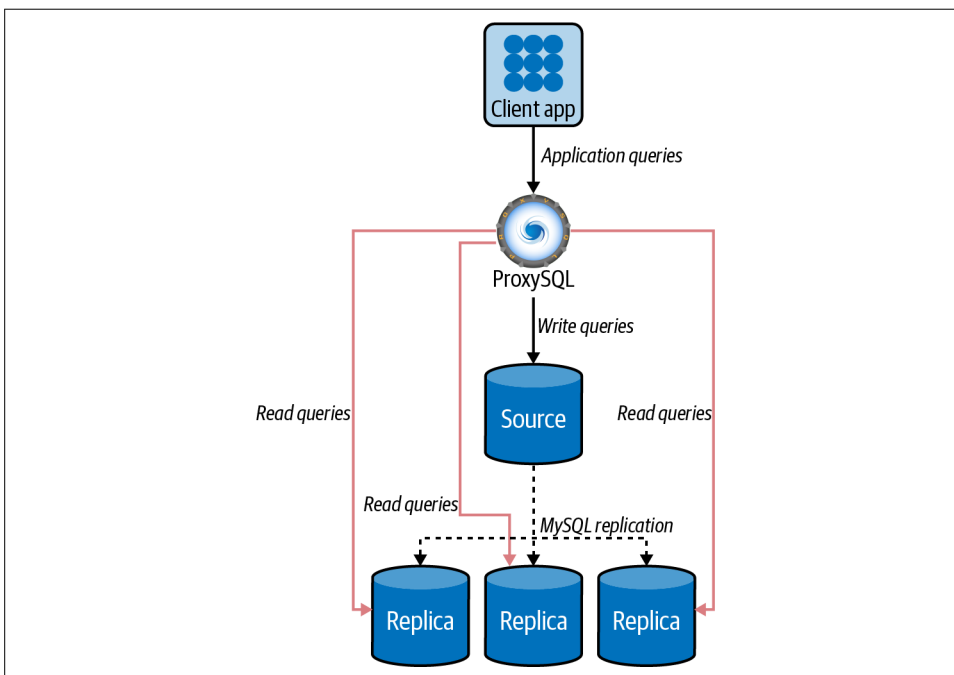 Client app
Application queries
ProxySQL
Write queries
Read queries
Source
Read queries
Read queries
MySQL replication
Replica
Replica
Replica